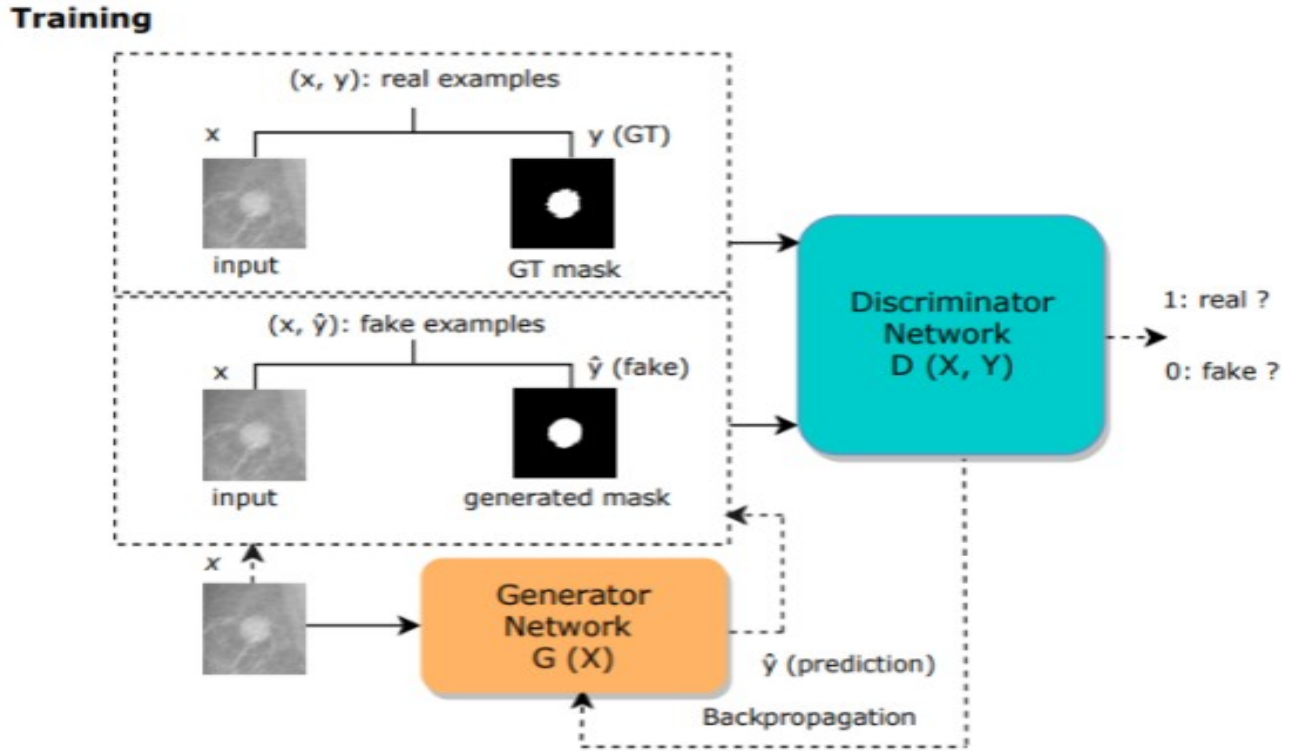 Training
(x, y): real examples
x
y (GT)
input
GT mask
(x, ŷ): fake examples
x
ŷ (fake)
input
generated mask
Discriminator
Network
D (X, Y)
1: real ?
0: fake ?
x
Generator
Network
G (X)
ŷ (prediction)
Backpropagation